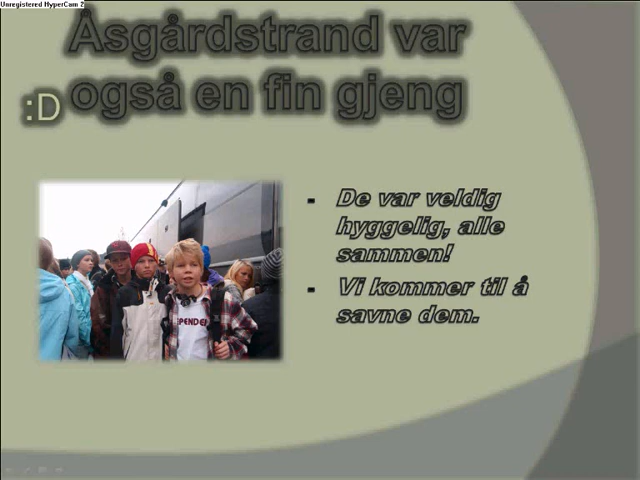 Unregistered HyperCam 2
Åsgårdstrand var
også en fin gjeng
:D
- De var veldig
hyggelig, alle
sammen!
- Vi kommer til å
savne dem.
PENDEN